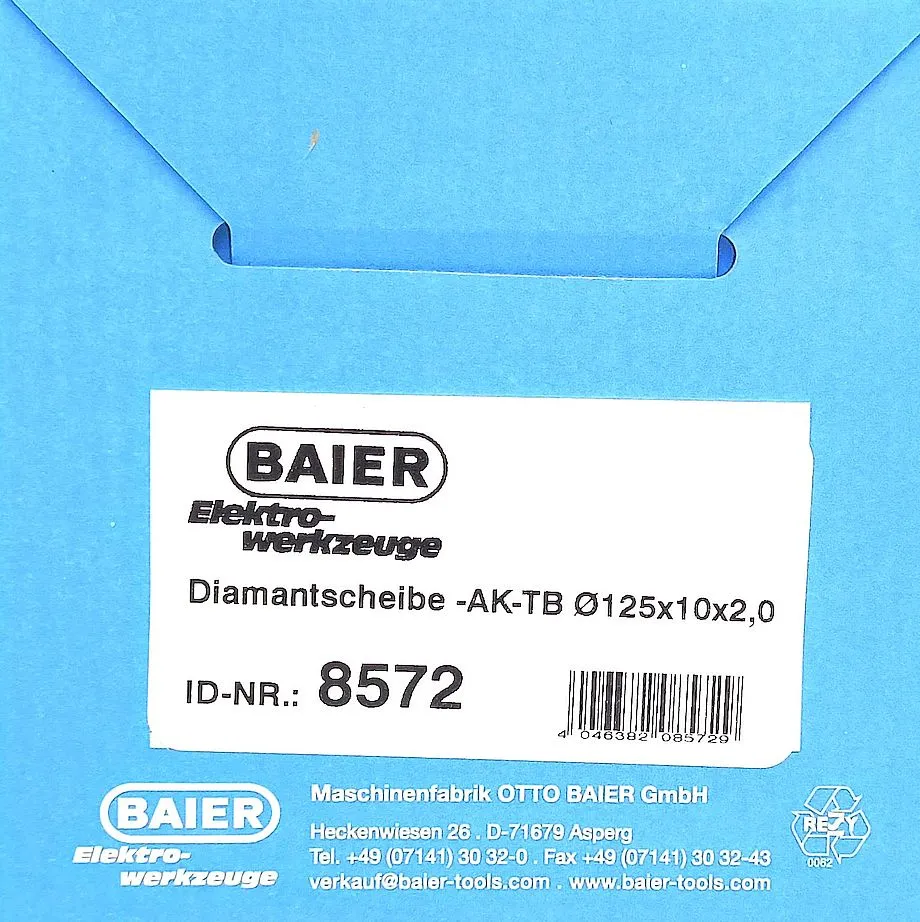 BAIER
Elektro-
werkzeuge
Diamantscheibe -AK-TB Ø125x10x2,0
ID-NR.: 8572
4 046382 085729
BAIER
Elektro-
werkzeuge
Maschinenfabrik OTTO BAIER GmbH
Heckenwiesen 26 . D-71679 Asperg
Tel. +49 (07141) 30 32-0 . Fax +49 (07141) 30 32-43
verkauf@baier-tools.com . www.baier-tools.com
REZY
0062